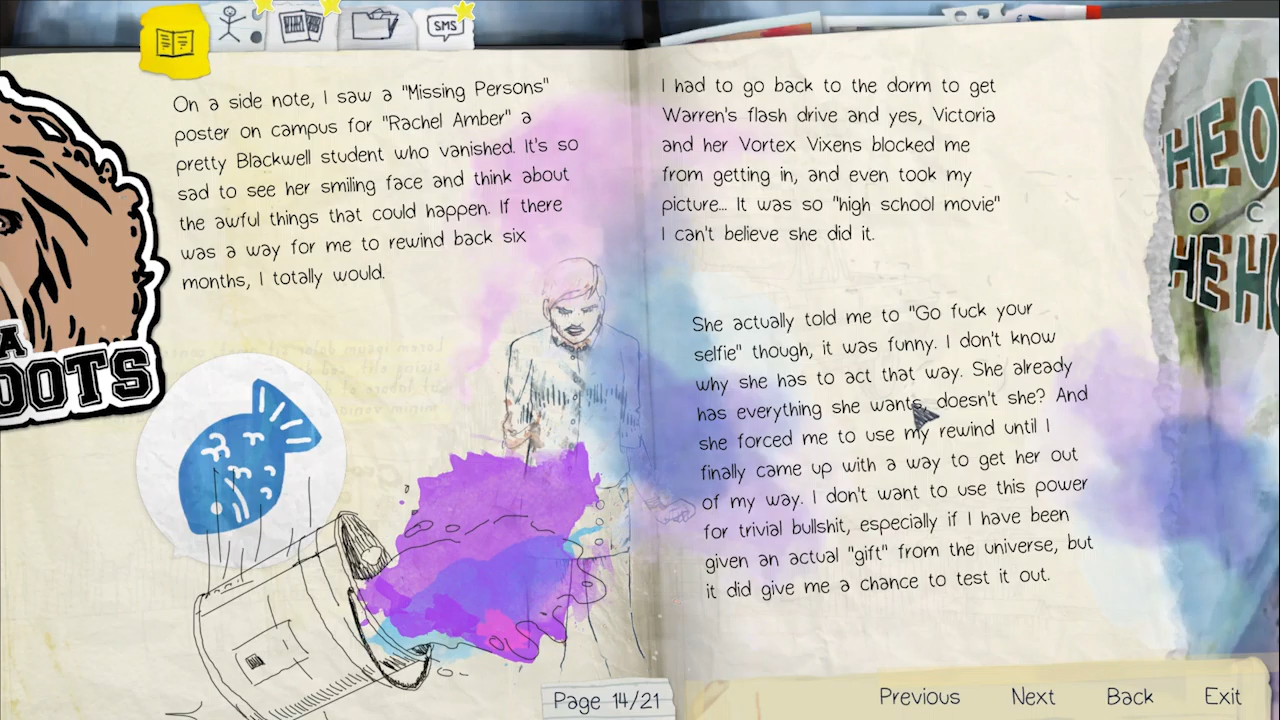 SMS
On a side note, I saw a "Missing Persons"
poster on campus for "Rachel Amber" a
pretty Blackwell student who vanished. It's so
sad to see her smiling face and think about
the awful things that could happen. If there
was a way for me to rewind back six
months, I totally would.
OOTS
I had to go back to the dorm to get
Warren's flash drive and yes, Victoria
and her Vortex Vixens blocked me
from getting in, and even took my
picture... It was so "high school movie"
I can't believe she did it.
She actually told me to "Go fuck your
selfie" though, it was funny. I don't know
why she has to act that way. She already
has everything she wants, doesn't she? And
she forced me to use my rewind until I
finally came up with a way to get her out
of my way. I don't want to use this power
for trivial bullshit, especially if I have been
given an actual "gift" from the universe, but
it did give me a chance to test it out.
HEO
O C
HEHO
Page 14/21
Previous Next Back Exit